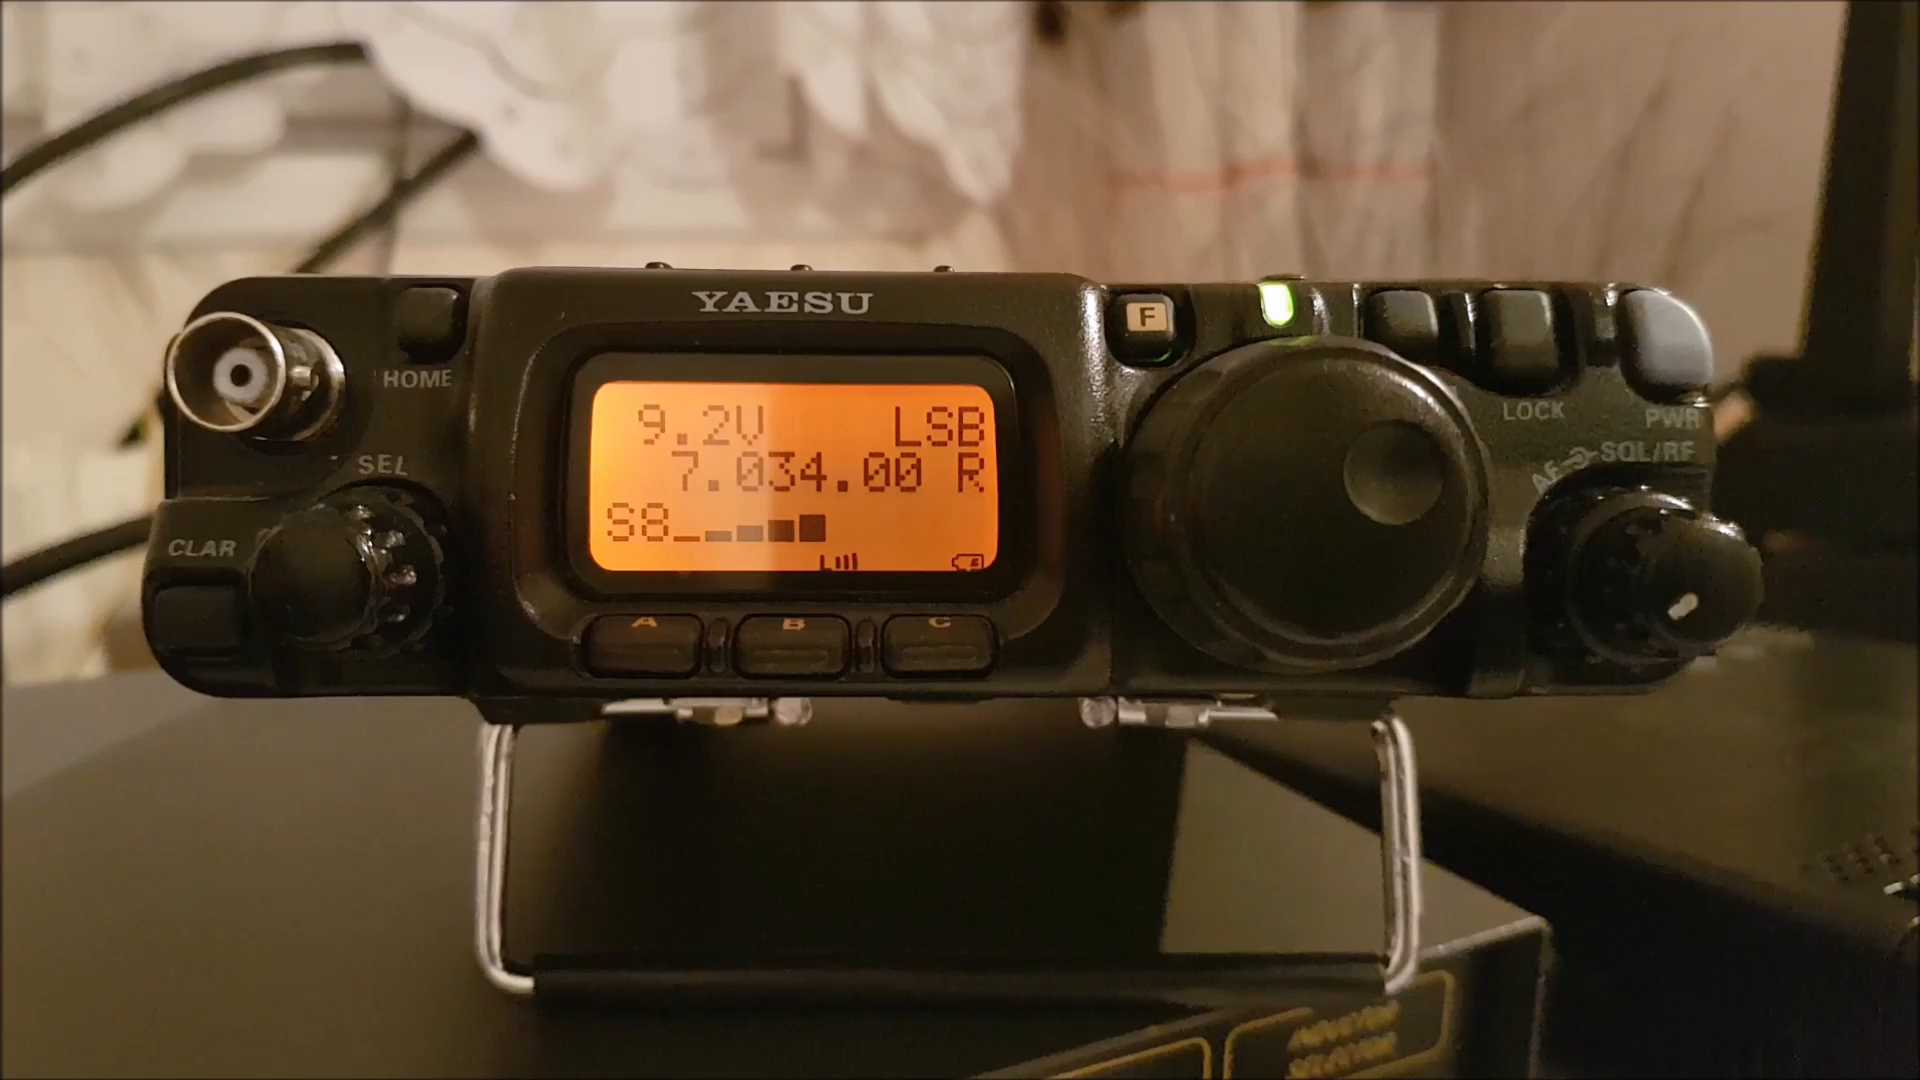 YAESU
F
HOME
9.2V LSB
7.034.00 R
S8
L
SEL
CLAR
A B C
LOCK
PWR
AF SQL/RF